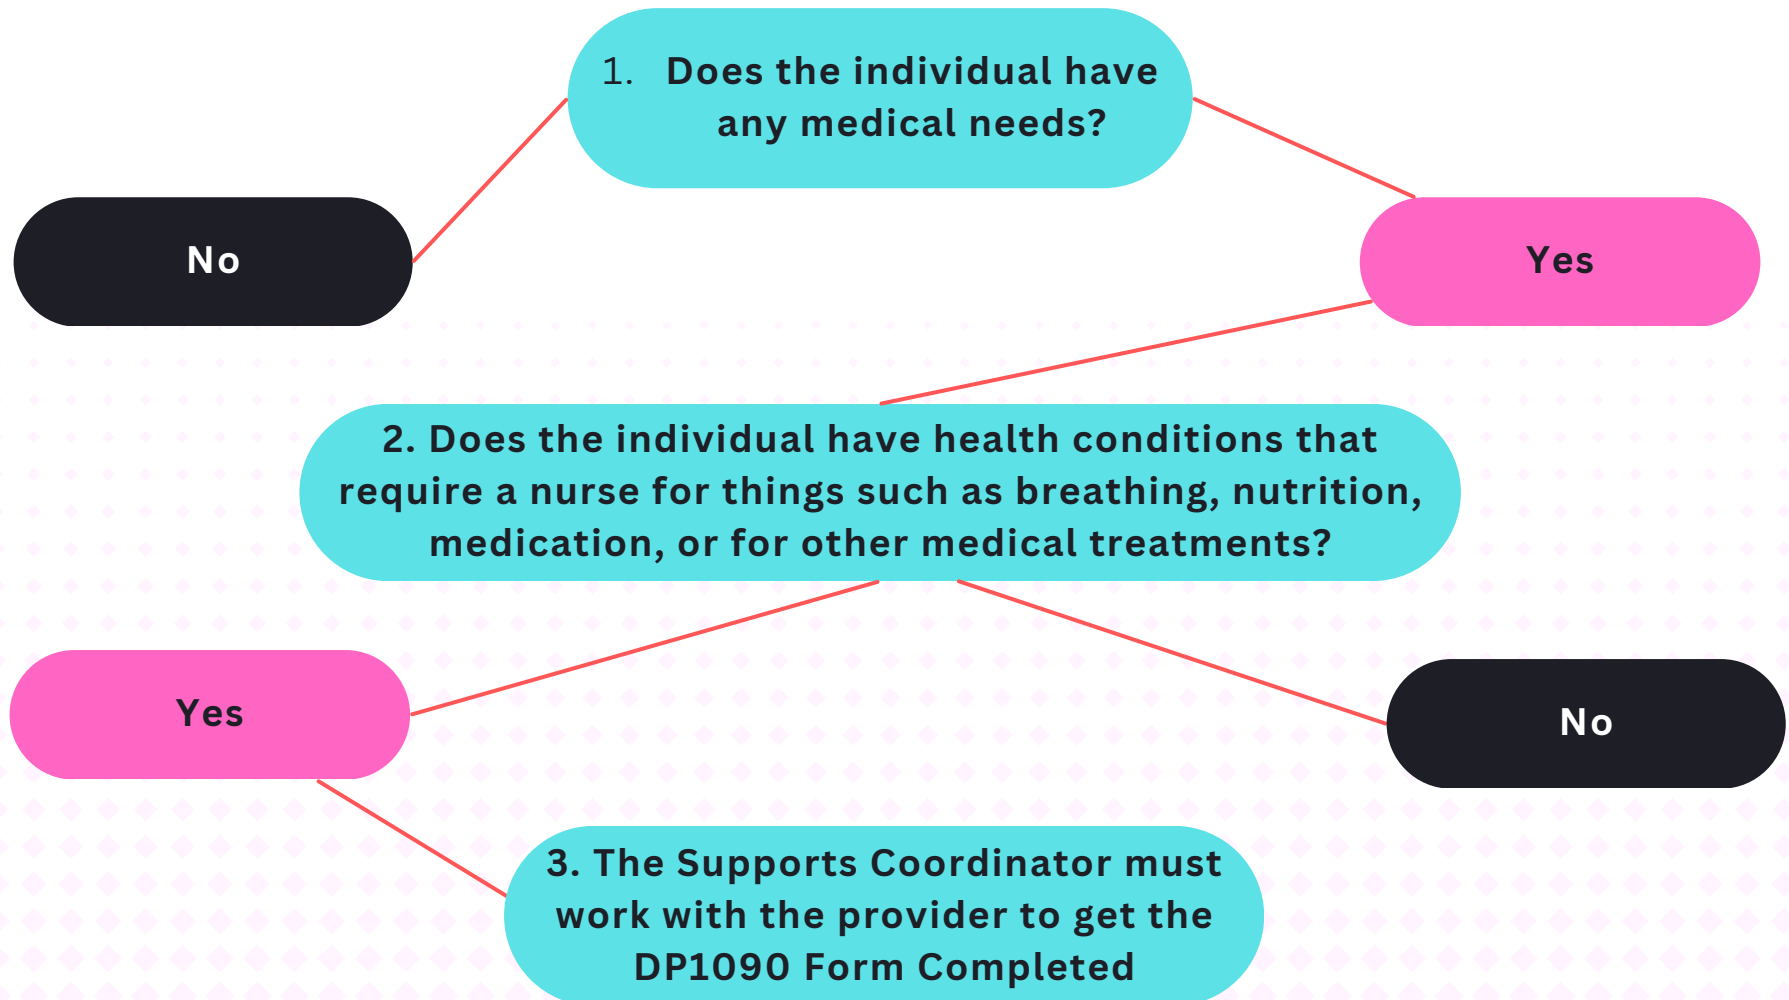 1. Does the individual have
any medical needs?
No
Yes
2. Does the individual have health conditions that
require a nurse for things such as breathing, nutrition,
medication, or for other medical treatments?
Yes
No
3. The Supports Coordinator must
work with the provider to get the
DP1090 Form Completed